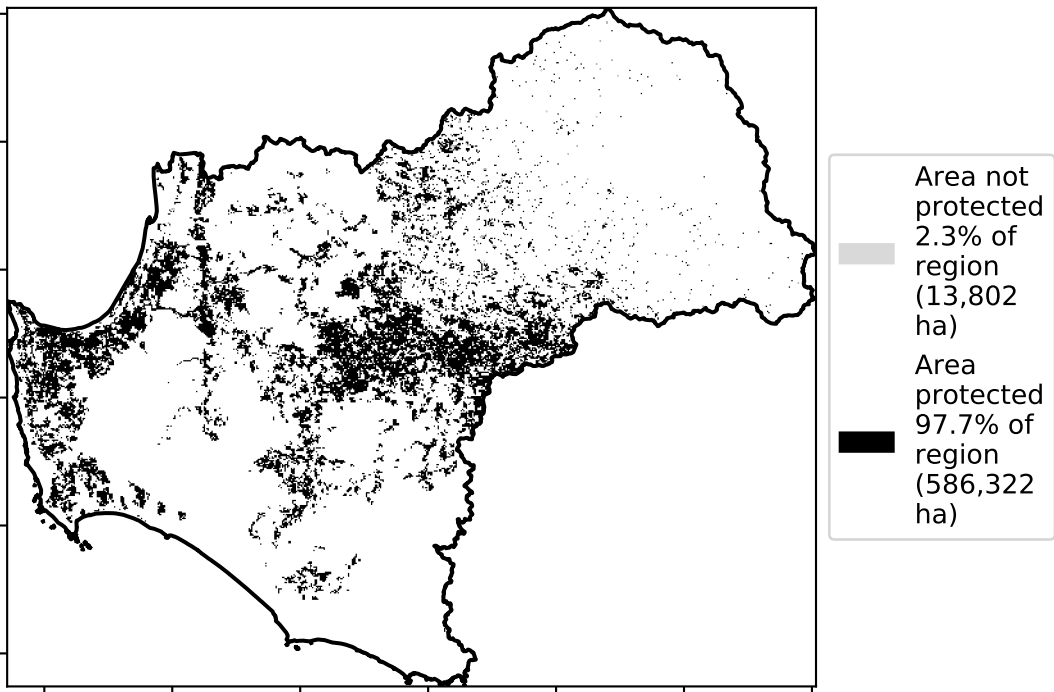 Area not
protected
2.3% of
region
(13,802
ha)
Area
protected
97.7% of
region
(586,322
ha)